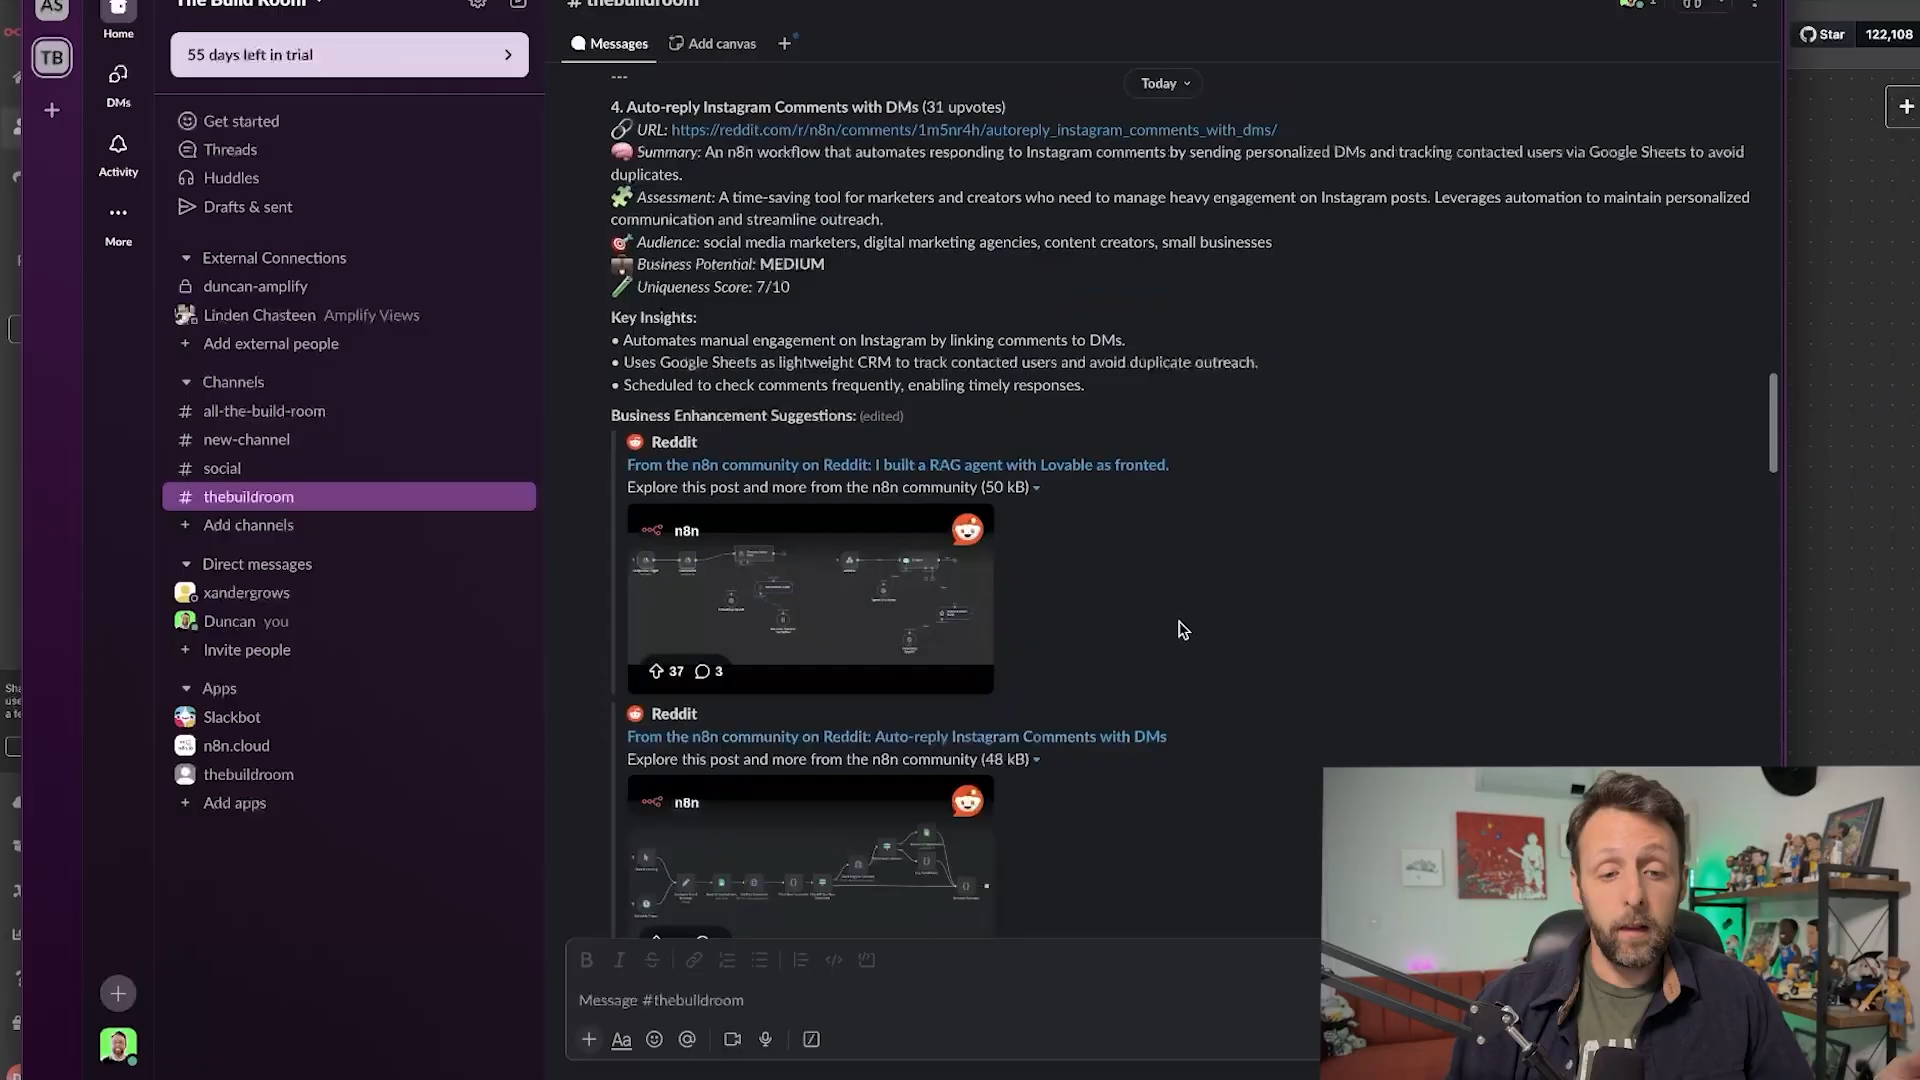 AS
TB
Home
DMs
Activity
More
The Build Room
55 days left in trial
Get started
Threads
Huddles
Drafts & sent
External Connections
duncan-amplify
Linden Chasteen Amplify Views
Add external people
Channels
# all-the-build-room
# new-channel
# social
# thebuildroom
Add channels
Direct messages
xandergrows
Duncan you
Invite people
Apps
Slackbot
n8n.cloud
thebuildroom
Add apps
# thebuildroom
Messages
Add canvas
Today
---
4. Auto-reply Instagram Comments with DMs (31 upvotes)
URL: https://reddit.com/r/n8n/comments/1m5nr4h/autoreply_instagram_comments_with_dms/
Summary: An n8n workflow that automates responding to Instagram comments by sending personalized DMs and tracking contacted users via Google Sheets to avoid
duplicates.
Assessment: A time-saving tool for marketers and creators who need to manage heavy engagement on Instagram posts. Leverages automation to maintain personalized
communication and streamline outreach.
Audience: social media marketers, digital marketing agencies, content creators, small businesses
Business Potential: MEDIUM
Uniqueness Score: 7/10
Key Insights:
• Automates manual engagement on Instagram by linking comments to DMs.
• Uses Google Sheets as lightweight CRM to track contacted users and avoid duplicate outreach.
• Scheduled to check comments frequently, enabling timely responses.
Business Enhancement Suggestions: (edited)
Reddit
From the n8n community on Reddit: I built a RAG agent with Lovable as fronted.
Explore this post and more from the n8n community (50 kB)
n8n
37 3
Reddit
From the n8n community on Reddit: Auto-reply Instagram Comments with DMs
Explore this post and more from the n8n community (48 kB)
n8n
Message #thebuildroom
Aa
Star 122,108